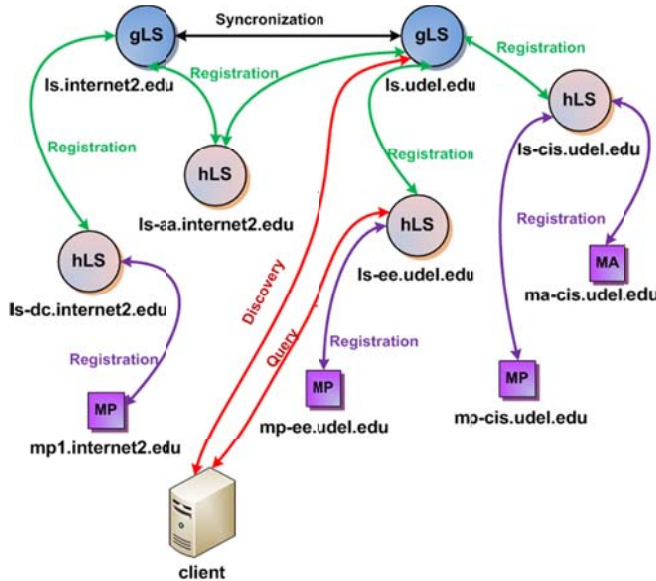 Syncronization
gLS
gLS
ls.internet2.edu
ls.udel.edu
Registration
Registration
Registration
hLS
ls-cis.udel.edu
Registration
Registration
hLS
ls-aa.internet2.edu
hLS
ls-ee.udel.edu
Registration
hLS
ls-dc.internet2.edu
MA
ma-cis.udel.edu
Discovery
Query
Registration
Registration
MP
mp1.internet2.edu
MP
mp-ee.udel.edu
MP
mp-cis.udel.edu
client